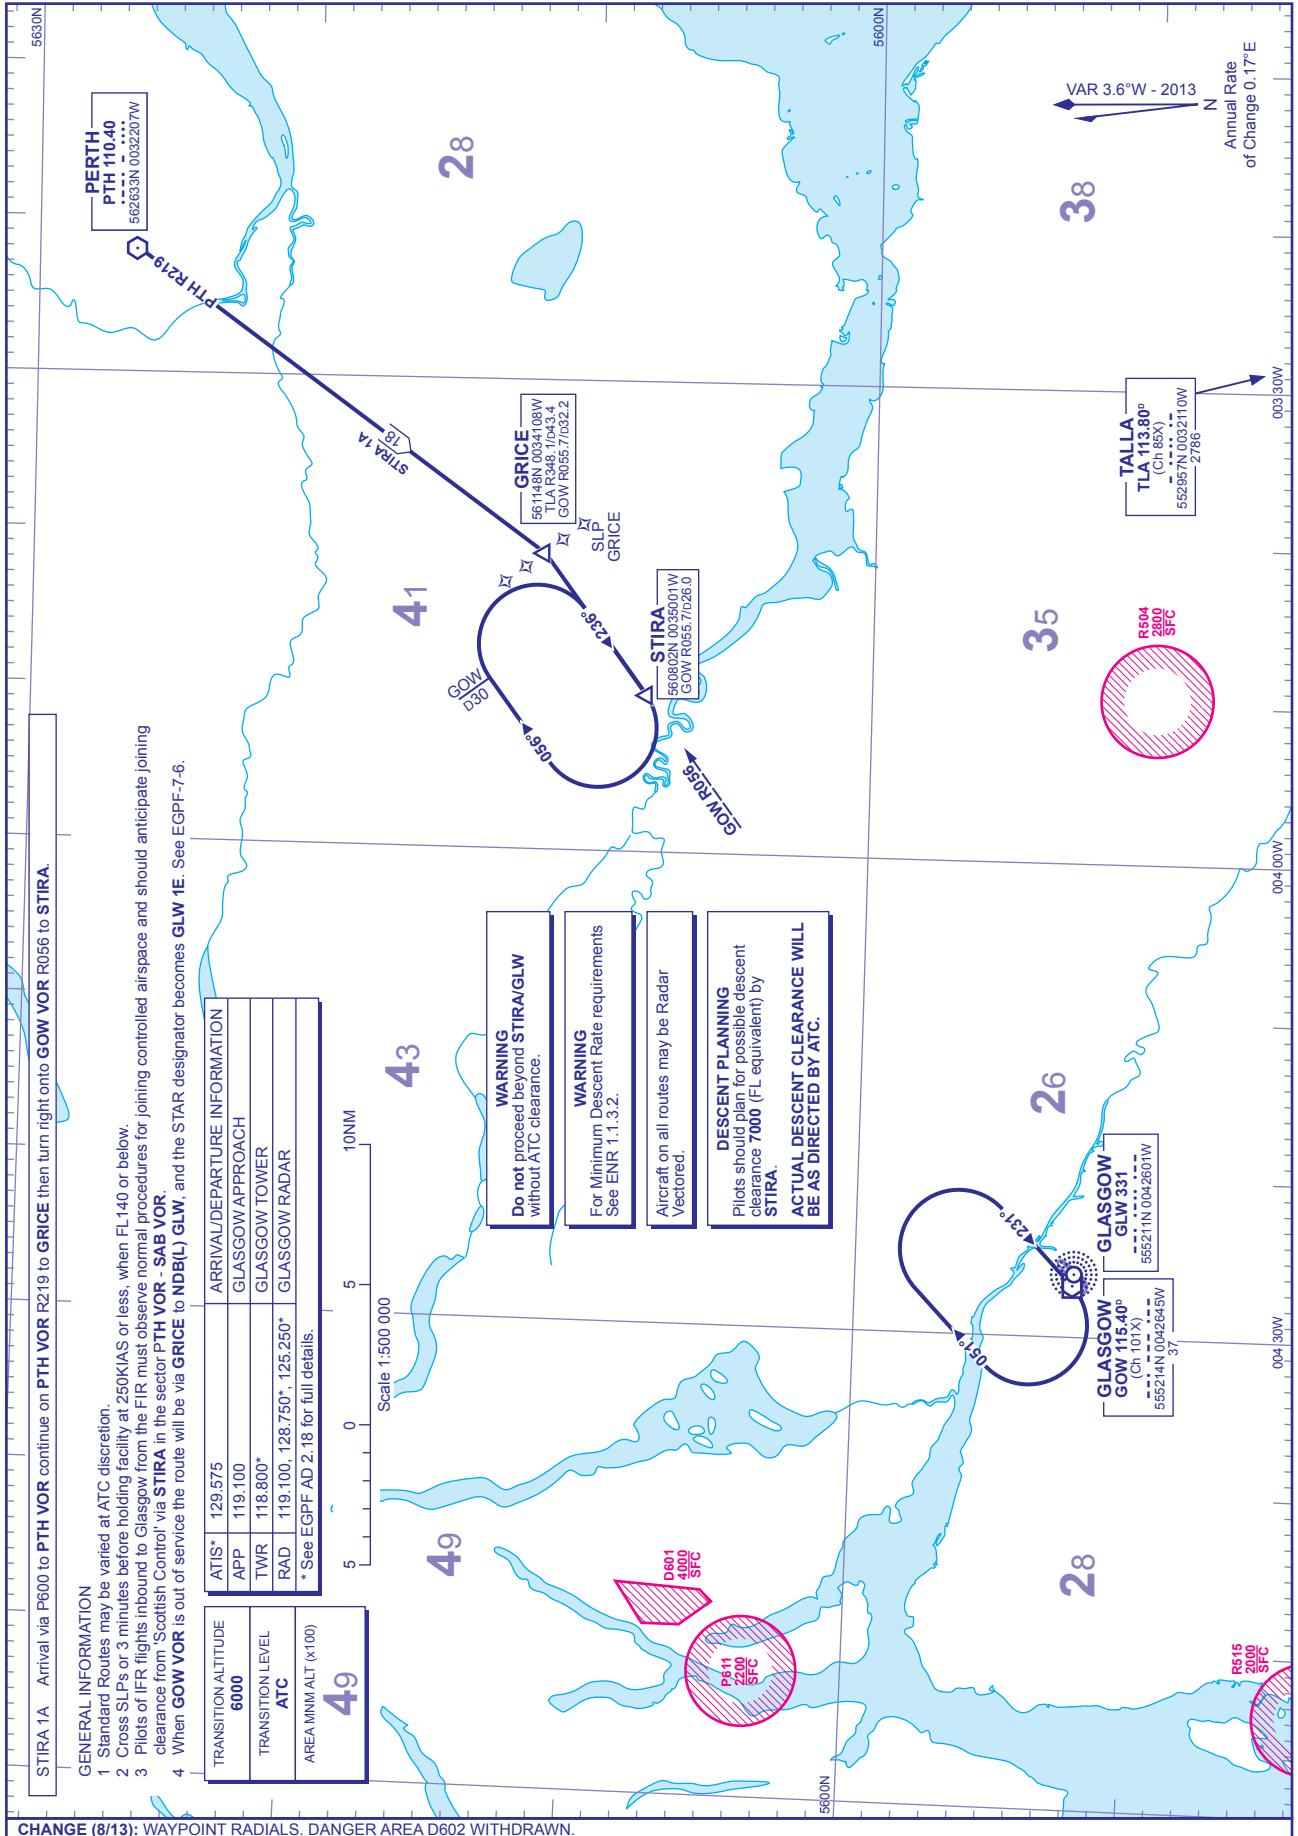 STIRA 1A Arrival via P600 to PTH VOR continue on PTH VOR R219 to GRICE then turn right onto GOW VOR R056 to STIRA.
GENERAL INFORMATION
1 Standard Routes may be varied at ATC discretion.
2 Cross SLPs or 3 minutes before holding facility at 250KIAS or less, when FL140 or below.
3 Pilots of IFR flights inbound to Glasgow from the FIR must observe normal procedures for joining controlled airspace and should anticipate joining
clearance from 'Scottish Control' via STIRA in the sector PTH VOR - SAB VOR.
4 When GOW VOR is out of service the route will be via GRICE to NDB(L) GLW, and the STAR designator becomes GLW 1E. See EGPF-7-6.
TRANSITION ALTITUDE
6000
TRANSITION LEVEL
ATC
AREA MNM ALT (x100)
49
ATIS* 129.575 ARRIVAL/DEPARTURE INFORMATION
APP 119.100 GLASGOW APPROACH
TWR 118.800* GLASGOW TOWER
RAD 119.100, 128.750*, 125.250* GLASGOW RADAR
* See EGPF AD 2.18 for full details.
5 0 5 10NM
Scale 1:500 000
5630N
PERTH
PTH 110.40
562633N 0032207W
PTH R219
28
STIRA 1A
18
41
GRICE
561148N 0034108W
TLA R348.1/D43.4
GOW R055.7/D32.2
SLP
GRICE
GOW
D30
236°
056°
STIRA
560802N 0035001W
GOW R055.7/D26.0
GOW R056
43
WARNING
Do not proceed beyond STIRA/GLW
without ATC clearance.
WARNING
For Minimum Descent Rate requirements
See ENR 1.1.3.2.
Aircraft on all routes may be Radar
Vectored.
DESCENT PLANNING
Pilots should plan for possible descent
clearance 7000 (FL equivalent) by
STIRA.
ACTUAL DESCENT CLEARANCE WILL
BE AS DIRECTED BY ATC.
49
D601
4000
SFC
P611
2200
SFC
5600N
5600N
35
38
VAR 3.6°W - 2013
N
Annual Rate
of Change 0.17°E
R504
2800
SFC
TALLA
TLA 113.80D
(Ch 85X)
552957N 0032110W
2786
26
231°
051°
GLASGOW
GLW 331
555211N 0042601W
GLASGOW
GOW 115.40D
(Ch 101X)
555214N 0042645W
37
28
R515
2000
SFC
004 30W
004 00W
003 30W
CHANGE (8/13): WAYPOINT RADIALS. DANGER AREA D602 WITHDRAWN.